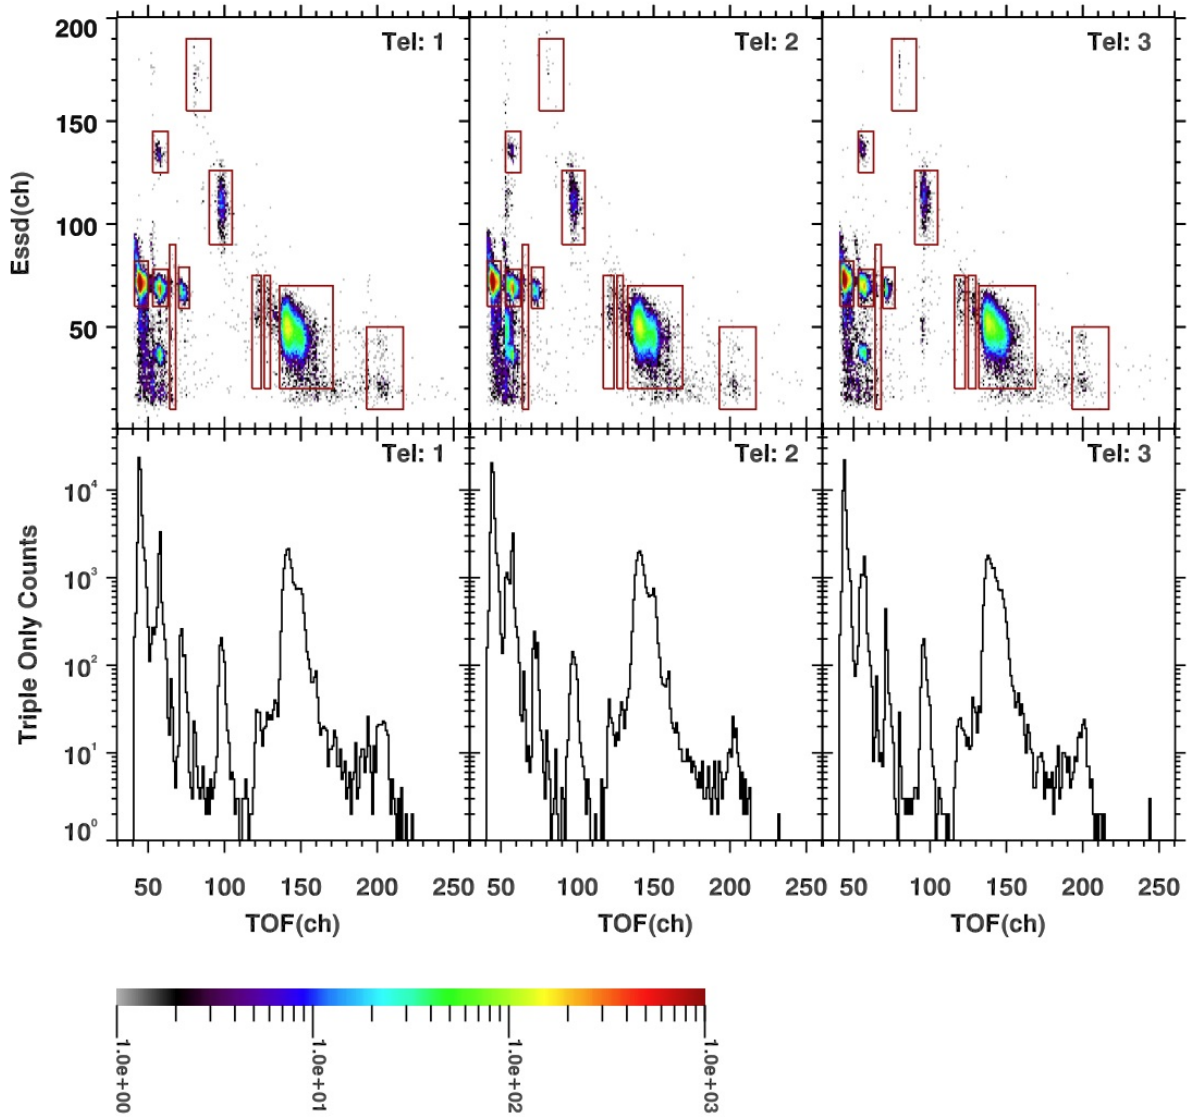 Tel: 1 Tel: 2 Tel: 3
200
150
100
50
Essd(ch)
Tel: 1 Tel: 2 Tel: 3
10⁴
10³
10²
10¹
10⁰
Triple Only Counts
50 100 150 200 250 50 100 150 200 250 50 100 150 200 250
TOF(ch) TOF(ch) TOF(ch)
1.0e+00 1.0e+01 1.0e+02 1.0e+03